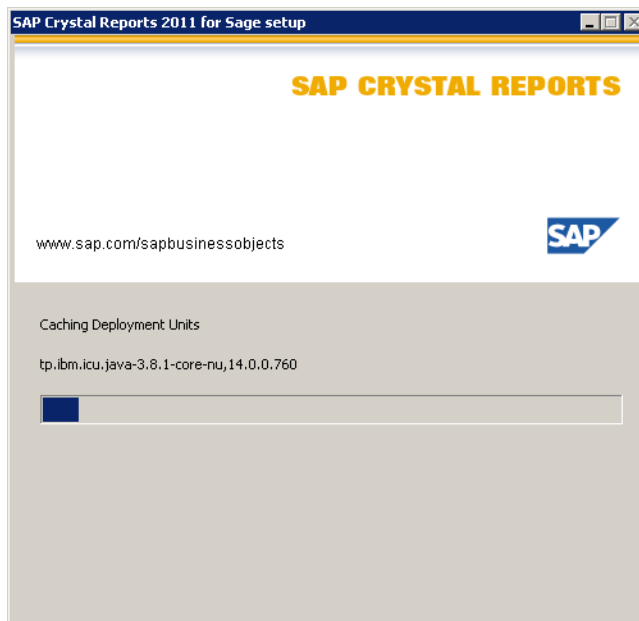 SAP Crystal Reports 2011 for Sage setup
SAP CRYSTAL REPORTS
www.sap.com/sapbusinessobjects
SAP
Caching Deployment Units
tp.ibm.icu.java-3.8.1-core-nu,14.0.0.760